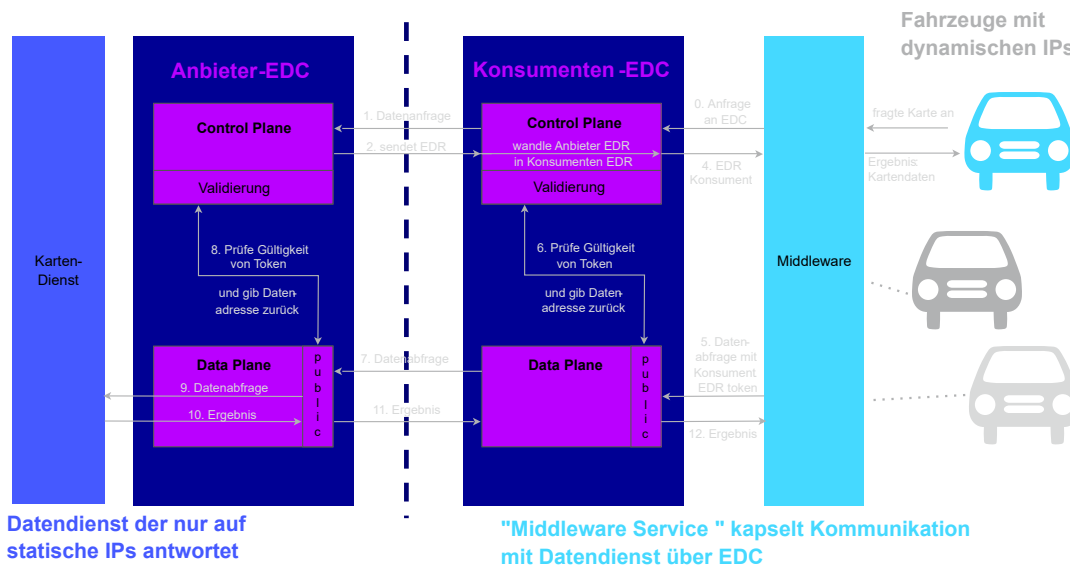 Fahrzeuge mit
dynamischen IPs
Anbieter-EDC
Konsumenten -EDC
Control Plane
Validierung
1. Datenanfrage
2. sendet EDR
Control Plane
wandle Anbieter EDR
in Konsumenten EDR
Validierung
0. Anfrage
an EDC
4. EDR
Konsument
fragte Karte an
Ergebnis:
Kartendaten
Karten-
Dienst
8. Prüfe Gültigkeit
von Token
und gib Daten-
adresse zurück
6. Prüfe Gültigkeit
von Token
und gib Daten-
adresse zurück
Middleware
Data Plane
9. Datenabfrage
10. Ergebnis
public
7. Datenabfrage
11. Ergebnis
Data Plane
public
5. Daten-
abfrage mit
Konsument
EDR token
12. Ergebnis
Datendienst der nur auf
statische IPs antwortet
"Middleware Service " kapselt Kommunikation
mit Datendienst über EDC